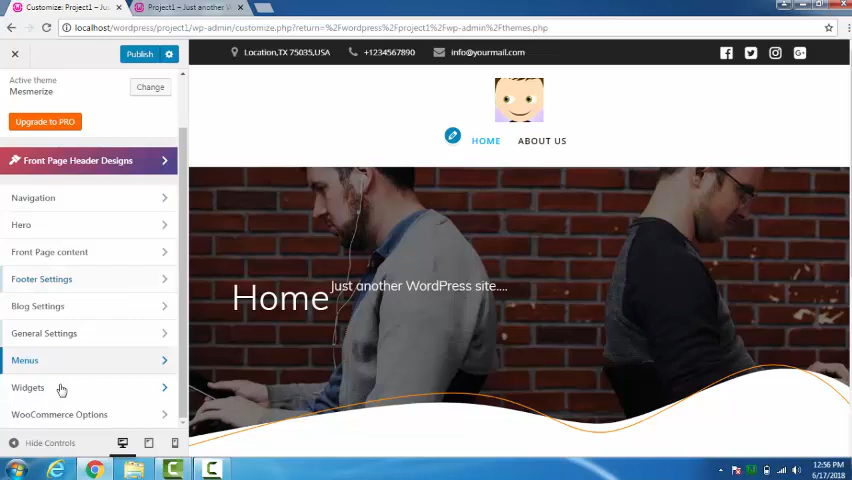 Customize: Project1 – Just anoth
Project1 – Just another W
localhost/wordpress/project1/wp-admin/customize.php?return=%2Fwordpress%2Fproject1%2Fwp-admin%2Fthemes.php
Publish
Location,TX 75035,USA
+1234567890
info@yourmail.com
Active theme
Mesmerize
Change
Upgrade to PRO
HOME
ABOUT US
Front Page Header Designs
Navigation
Hero
Front Page content
Footer Settings
Blog Settings
General Settings
Menus
Widgets
WooCommerce Options
Home
Just another WordPress site....
Hide Controls
12:56 PM
6/17/2018